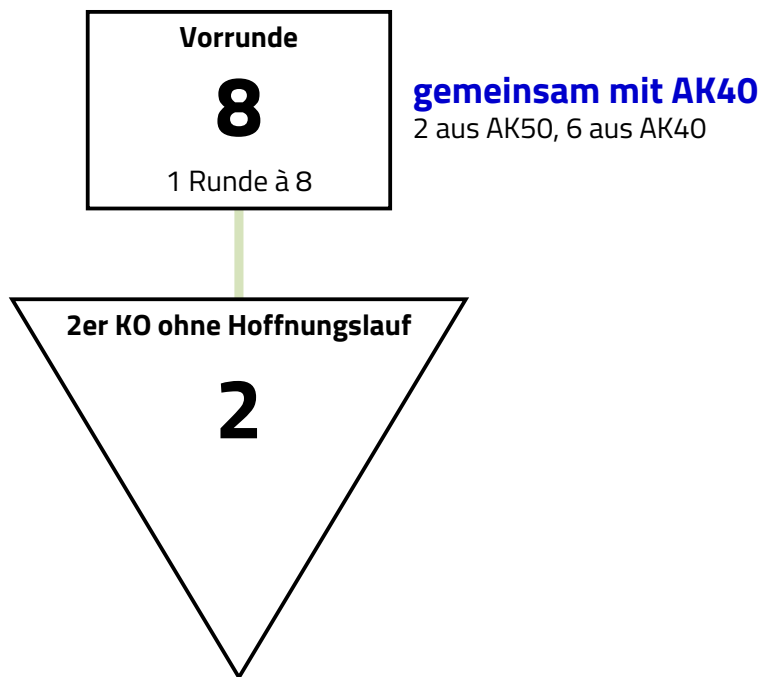 Vorrunde
8
1 Runde à 8
gemeinsam mit AK40
2 aus AK50, 6 aus AK40
2er KO ohne Hoffnungslauf
2